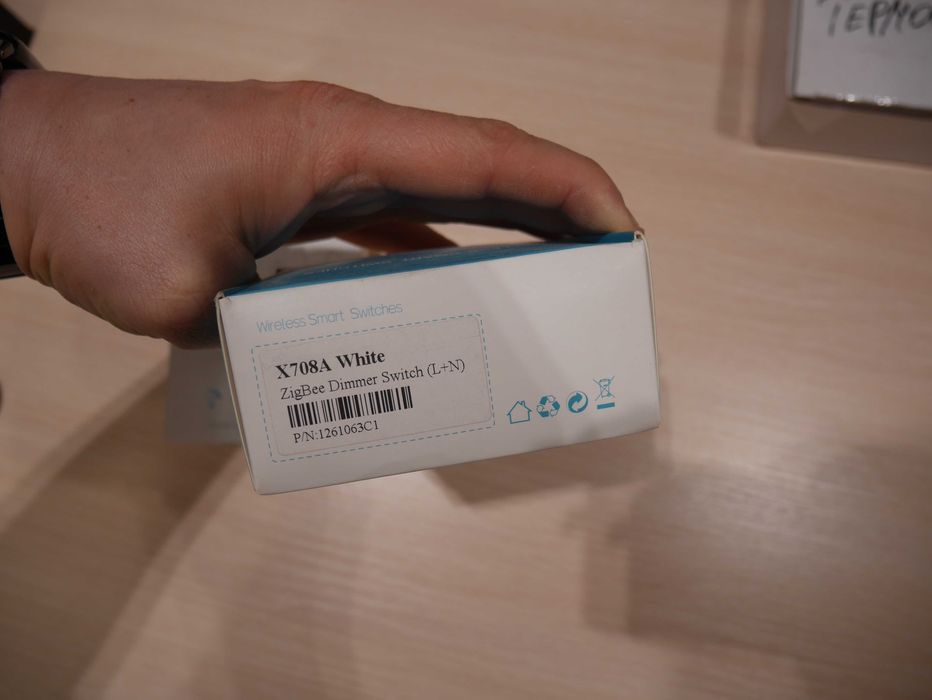 Wireless Smart Switches
X708A White
ZigBee Dimmer Switch (L+N)
P/N:1261063C1